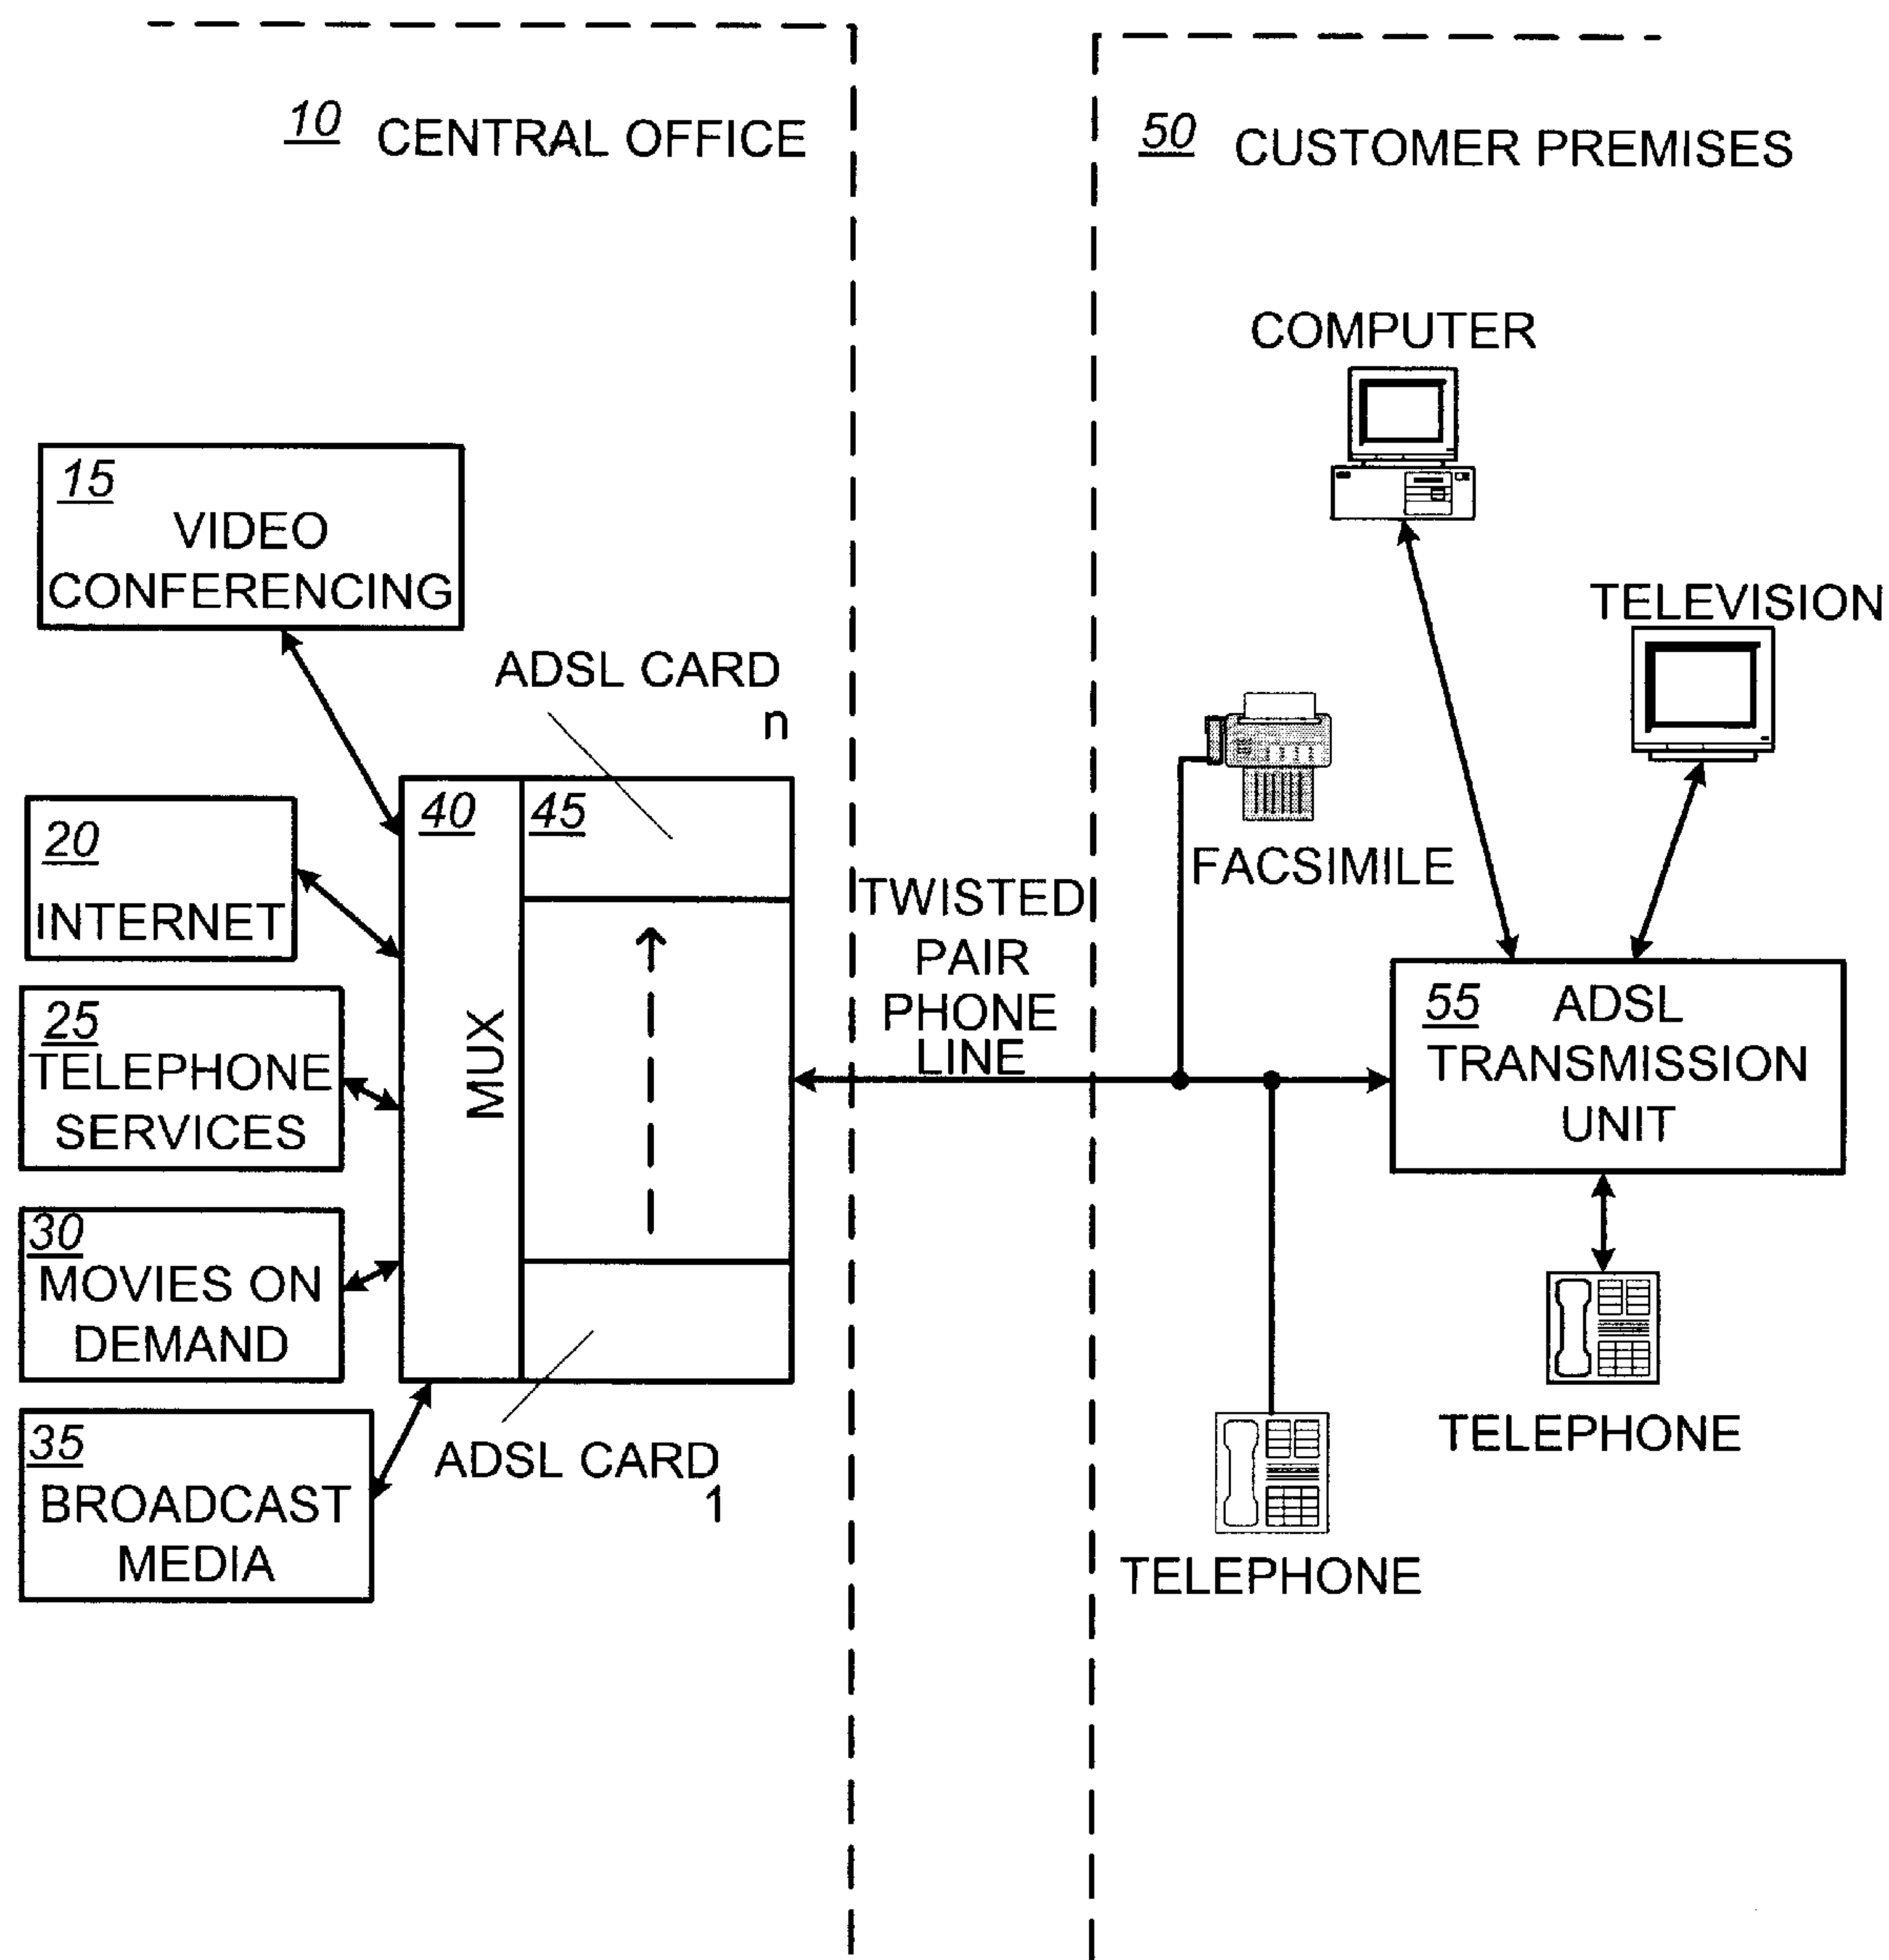 10 CENTRAL OFFICE
50 CUSTOMER PREMISES
COMPUTER
TELEVISION
15
VIDEO
CONFERENCING
ADSL CARD
n
FACSIMILE
20
INTERNET
40
MUX
45
TWISTED
PAIR
PHONE
LINE
25
TELEPHONE
SERVICES
55 ADSL
TRANSMISSION
UNIT
30
MOVIES ON
DEMAND
35
BROADCAST
MEDIA
ADSL CARD
1
TELEPHONE
TELEPHONE